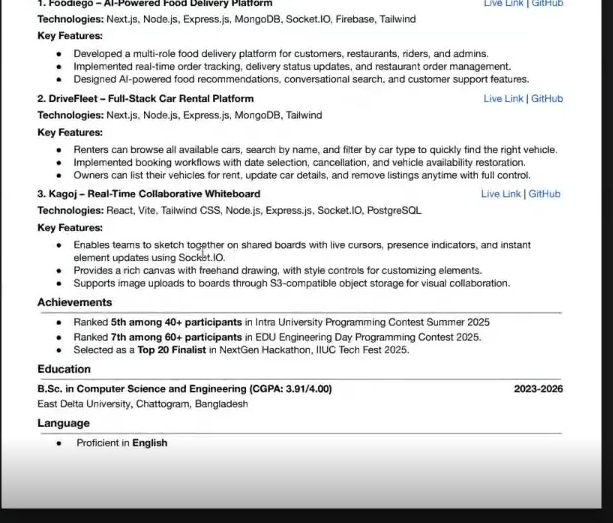 1. Foodiego – AI-Powered Food Delivery Platform Live Link | GitHub
Technologies: Next.js, Node.js, Express.js, MongoDB, Socket.IO, Firebase, Tailwind
Key Features:
• Developed a multi-role food delivery platform for customers, restaurants, riders, and admins.
• Implemented real-time order tracking, delivery status updates, and restaurant order management.
• Designed AI-powered food recommendations, conversational search, and customer support features.
2. DriveFleet – Full-Stack Car Rental Platform Live Link | GitHub
Technologies: Next.js, Node.js, Express.js, MongoDB, Tailwind
Key Features:
• Renters can browse all available cars, search by name, and filter by car type to quickly find the right vehicle.
• Implemented booking workflows with date selection, cancellation, and vehicle availability restoration.
• Owners can list their vehicles for rent, update car details, and remove listings anytime with full control.
3. Kagoj – Real-Time Collaborative Whiteboard Live Link | GitHub
Technologies: React, Vite, Tailwind CSS, Node.js, Express.js, Socket.IO, PostgreSQL
Key Features:
• Enables teams to sketch together on shared boards with live cursors, presence indicators, and instant
element updates using Socket.IO.
• Provides a rich canvas with freehand drawing, with style controls for customizing elements.
• Supports image uploads to boards through S3-compatible object storage for visual collaboration.
Achievements
• Ranked 5th among 40+ participants in Intra University Programming Contest Summer 2025
• Ranked 7th among 60+ participants in EDU Engineering Day Programming Contest 2025.
• Selected as a Top 20 Finalist in NextGen Hackathon, IIUC Tech Fest 2025.
Education
B.Sc. in Computer Science and Engineering (CGPA: 3.91/4.00) 2023-2026
East Delta University, Chattogram, Bangladesh
Language
• Proficient in English